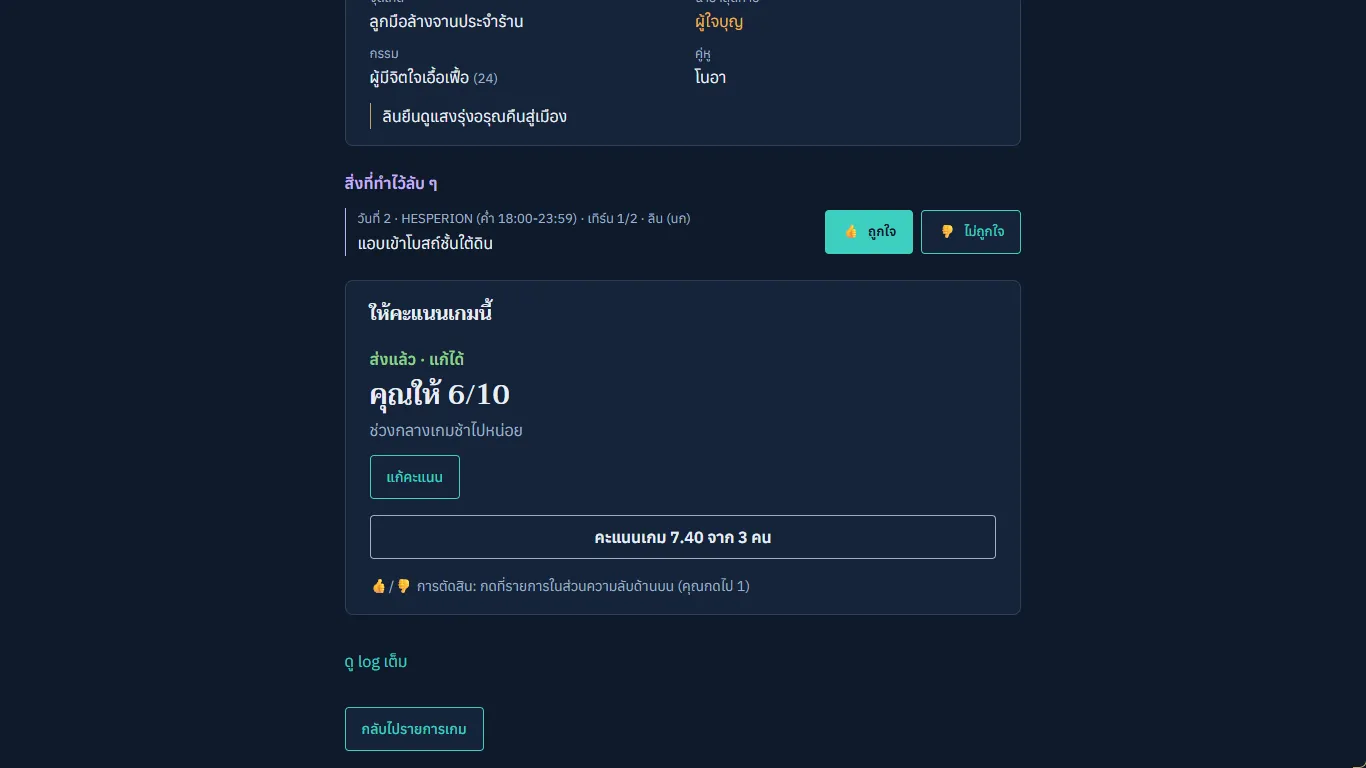 ลูกมือล้างจานประจำร้าน
ผู้ใจบุญ
กรรม
คู่หู
ผู้มีจิตใจเอื้อเฟื้อ (24)
โนอา
ลินยืนดูแสงรุ่งอรุณคืนสู่เมือง
สิ่งที่ทำไว้ลับ ๆ
วันที่ 2 · HESPERION (ค่ำ 18:00-23:59) · เทิร์น 1/2 · ลิน (นก)
แอบเข้าโบสถ์ชั้นใต้ดิน
👍 ถูกใจ
👎 ไม่ถูกใจ
ให้คะแนนเกมนี้
ส่งแล้ว · แก้ได้
คุณให้ 6/10
ช่วงกลางเกมช้าไปหน่อย
แก้คะแนน
คะแนนเกม 7.40 จาก 3 คน
👍/👎 การตัดสิน: กดที่รายการในส่วนความลับด้านบน (คุณกดไป 1)
ดู log เต็ม
กลับไปรายการเกม